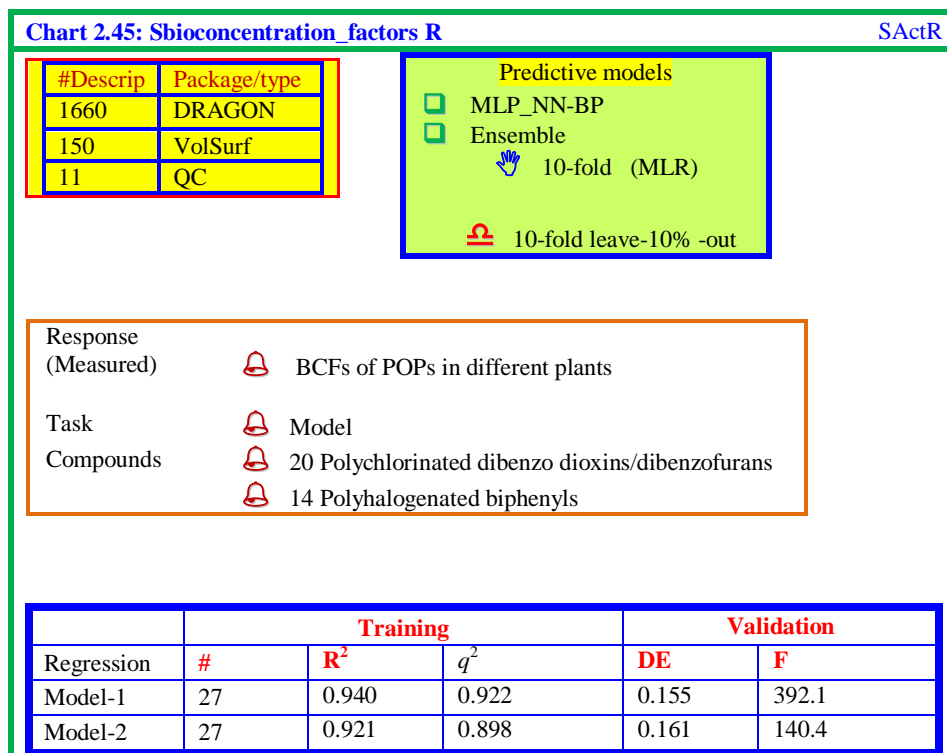 Chart 2.45: Sbioconcentration_factors R SActR
#Descrip Package/type
1660 DRAGON
150 VolSurf
11 QC
Predictive models
MLP_NN-BP
Ensemble
10-fold (MLR)
10-fold leave-10% -out
Response
(Measured) BCFs of POPs in different plants
Task Model
Compounds 20 Polychlorinated dibenzo dioxins/dibenzofurans
14 Polyhalogenated biphenyls
Training Validation
Regression # R² q² DE F
Model-1 27 0.940 0.922 0.155 392.1
Model-2 27 0.921 0.898 0.161 140.4